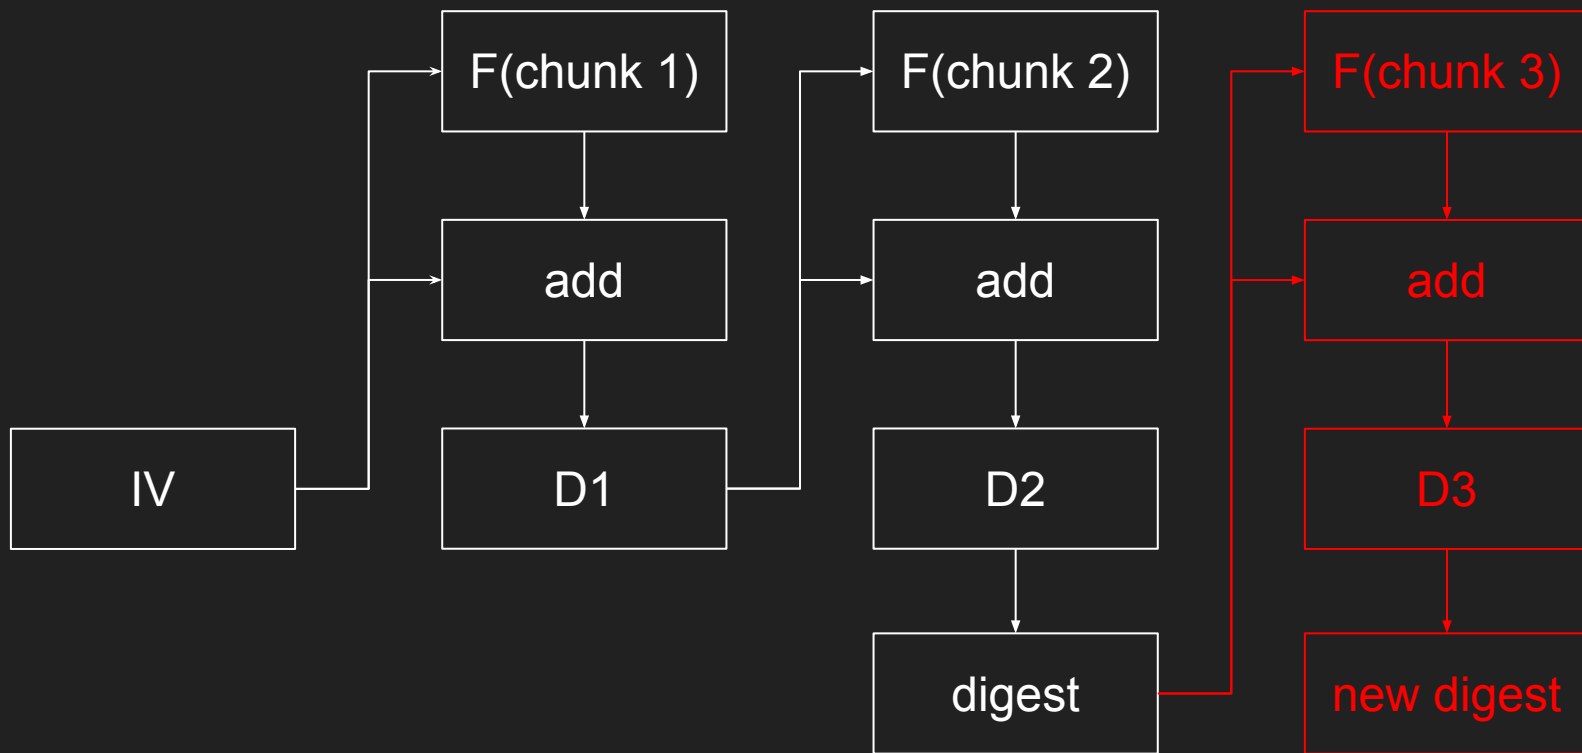 F(chunk 1)
F(chunk 2)
F(chunk 3)
add
add
add
IV
D1
D2
D3
digest
new digest